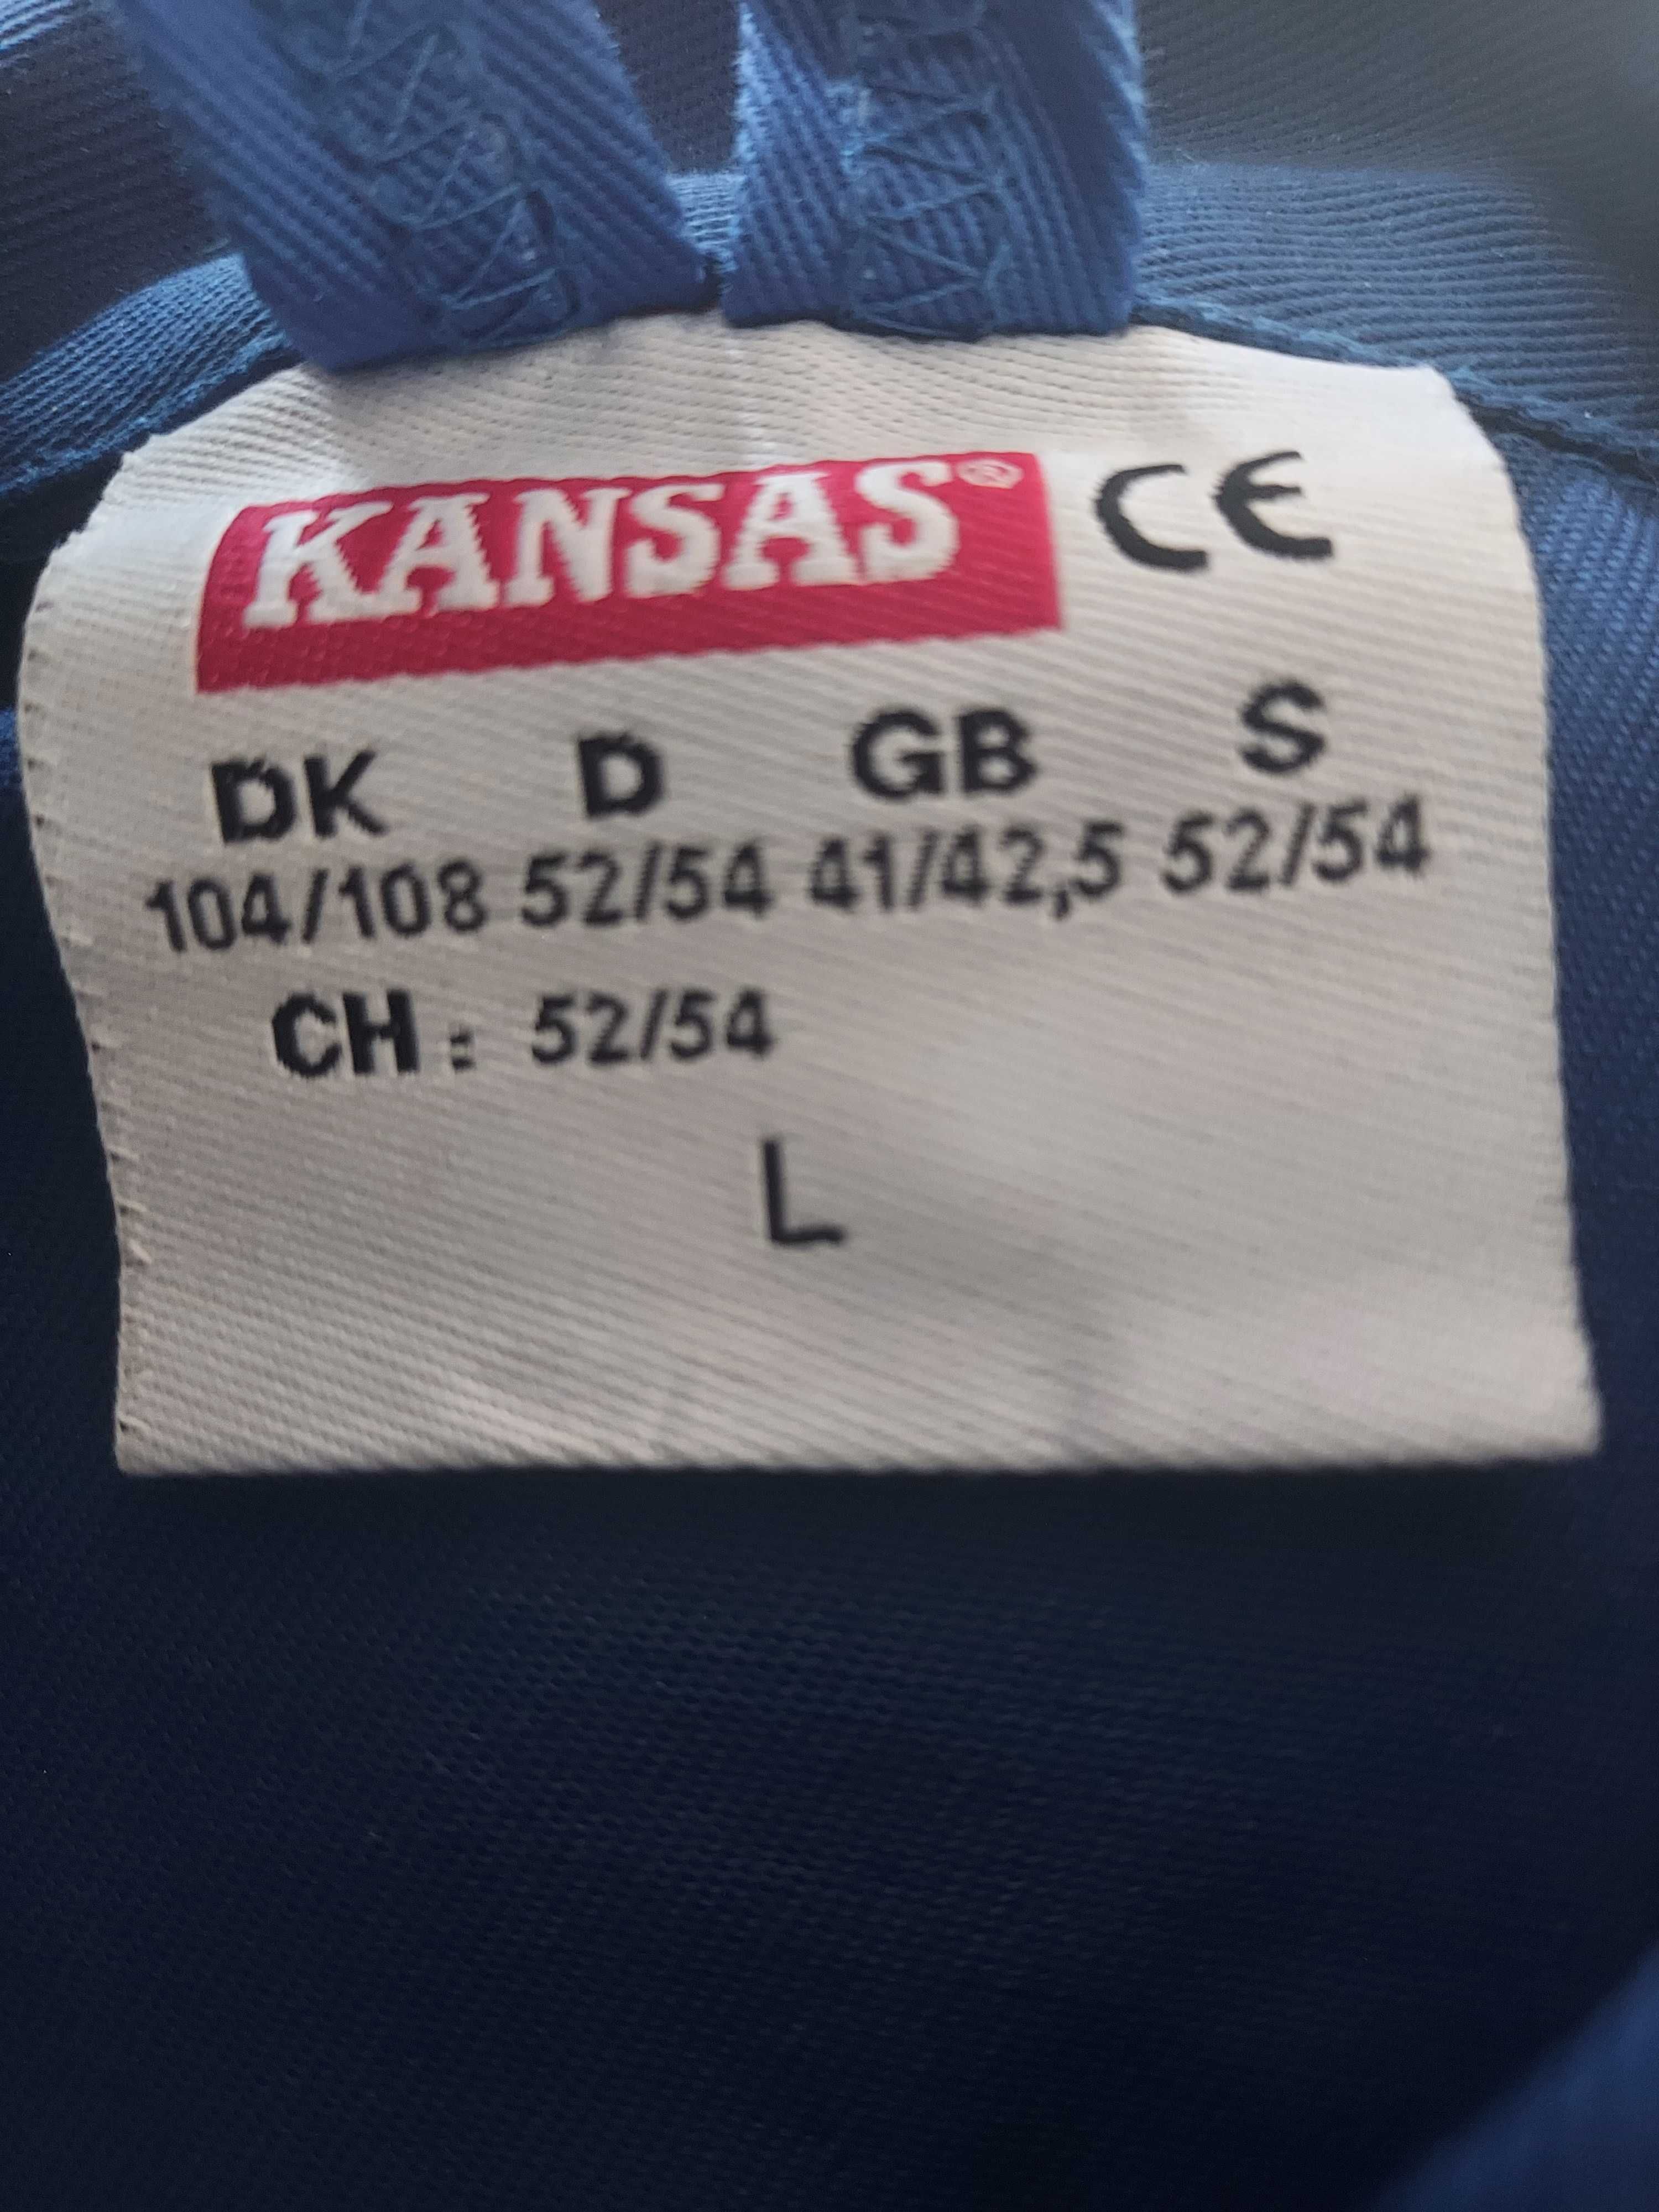 KANSAS® CE
DK D GB S
104/108 52/54 41/42,5 52/54
CH: 52/54
L